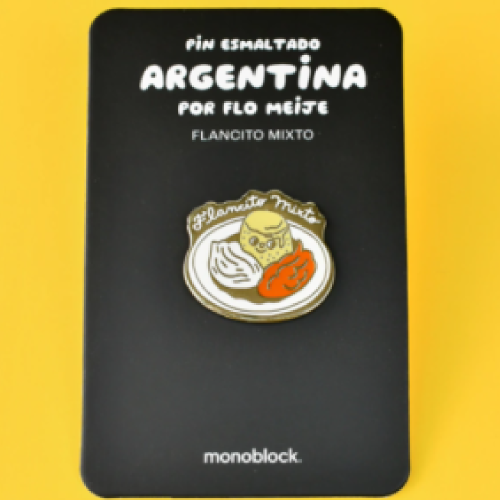 PIN ESMALTADO
ARGENTINA
POR FLO MEIJE
FLANCITO MIXTO
Flancito Mixto
monoblock.